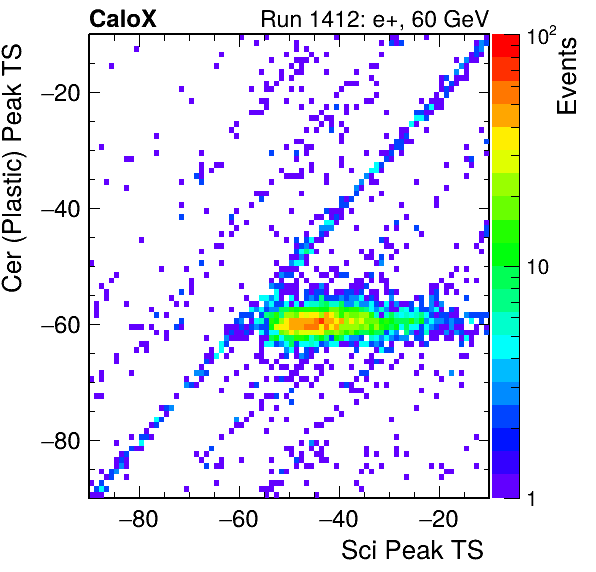 CaloX
Run 1412: e+, 60 GeV
Cer (Plastic) Peak TS
−20
−40
−60
−80
−80
−60
−40
−20
Sci Peak TS
10²
10
1
Events